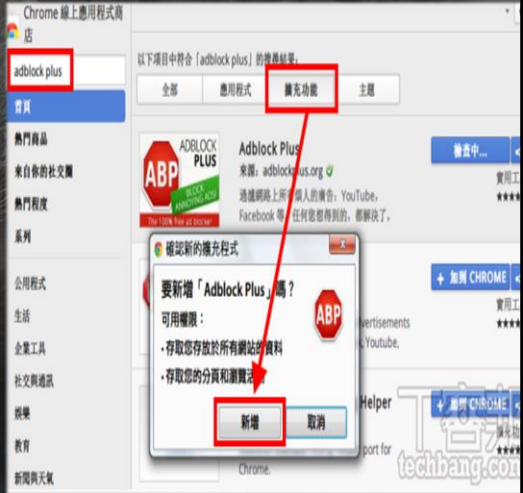 Chrome 線上應用程式商
店
adblock plus
首頁
熱門商品
來自你的社交圈
熱門程度
系列
公用程式
生活
企業工具
社交與通訊
娛樂
教育
新聞與天氣
以下項目中符合「adblock plus」的搜尋結果:
全部
應用程式
擴充功能
主題
ADBLOCK
PLUS
ABP
BLOCK
ANNOYING ADS!
The 100% free ad blocker
Adblock Plus
來源: adblockplus.org
過濾網路上所有煩人的廣告: YouTube,
Facebook 等, 任何您想得到的, 都解決了。
檢查中...
實用工
確認新的擴充程式
要新增「Adblock Plus」嗎?
可用權限:
‧存取您存放於所有網站的資料
‧存取您的分頁和瀏覽活
ABP
新增
取消
+ 加到 CHROME
實用工
vertisements
Youtube,
Helper
+ 加到 CHROME
port for
Chrome.
techbang.com